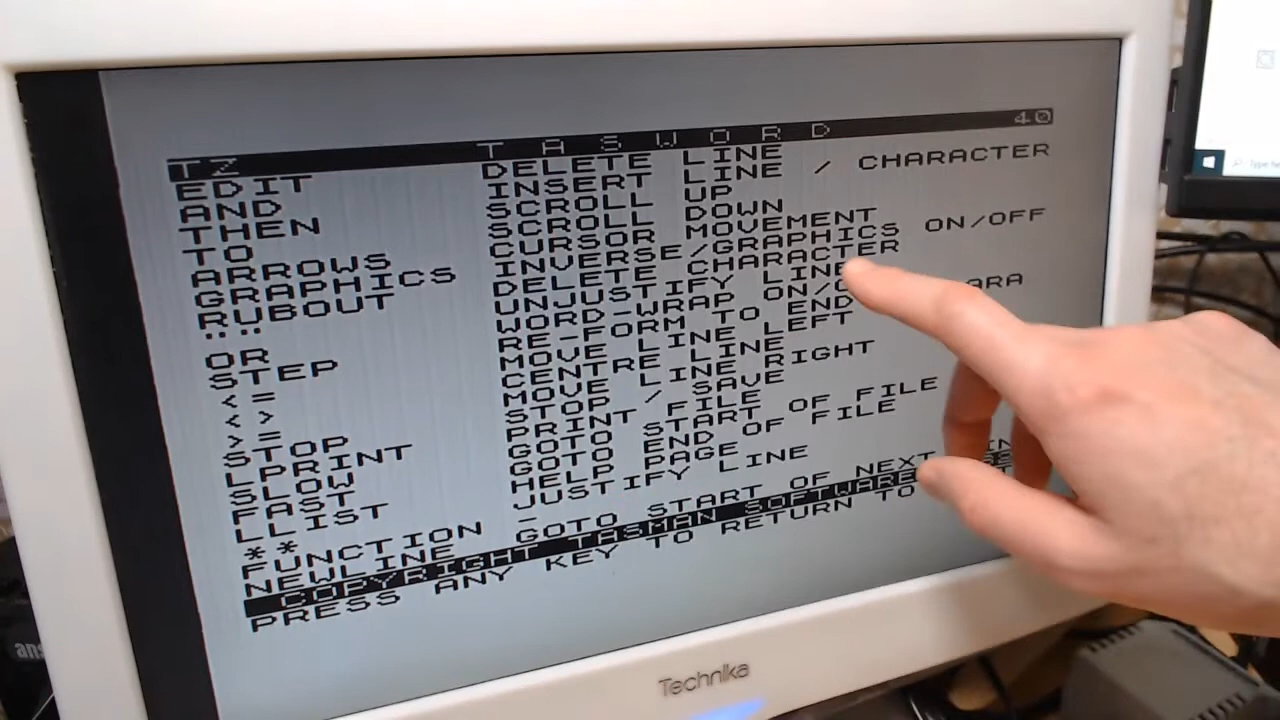 TZ T A S W O R D 40
EDIT DELETE LINE
AND INSERT LINE / CHARACTER
THEN SCROLL UP
TO SCROLL DOWN
ARROWS CURSOR MOVEMENT
GRAPHICS INVERSE/GRAPHICS ON/OFF
RUBOUT DELETE CHARACTER
"" UNJUSTIFY LINE
OR WORD-WRAP
STEP RE-FORM TO END
<= MOVE LINE LEFT
<> CENTRE LINE
>= MOVE LINE RIGHT
STOP STOP / SAVE
LPRINT PRINT FILE
SLOW GOTO START OF FILE
FAST GOTO END OF FILE
LLIST HELP PAGE
** JUSTIFY LINE
FUNCTION -
NEWLINE GOTO START OF NEXT
COPYRIGHT TASMAN SOFTWARE
PRESS ANY KEY TO RETURN TO
Technika